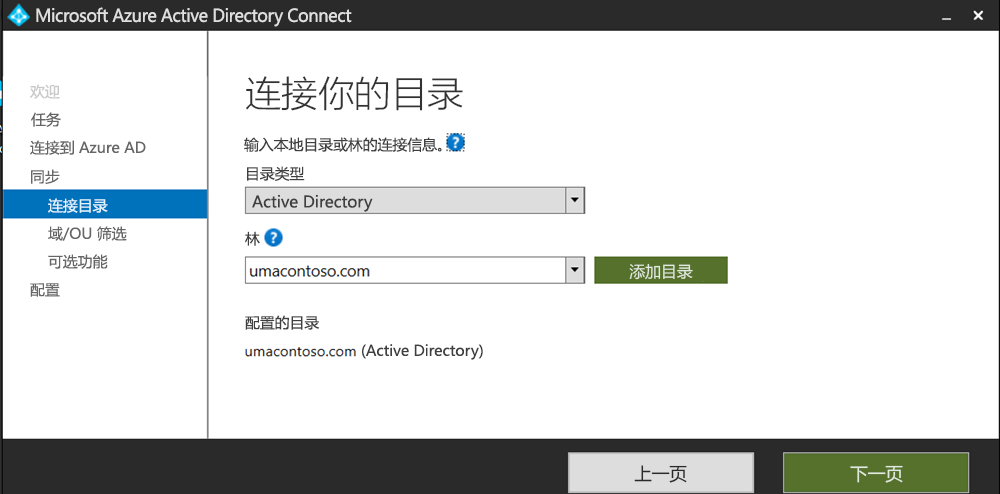 Microsoft Azure Active Directory Connect
欢迎
任务
连接到 Azure AD
同步
连接目录
域/OU 筛选
可选功能
配置
连接你的目录
输入本地目录或林的连接信息。?
目录类型
Active Directory
林 ?
umacontoso.com
添加目录
配置的目录
umacontoso.com (Active Directory)
上一页
下一页